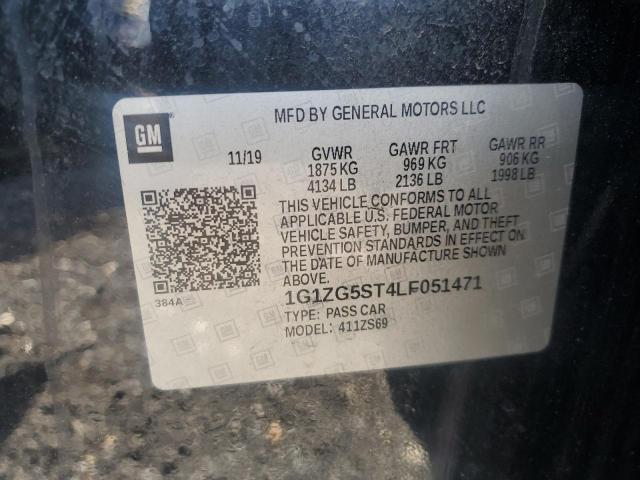 GM
MFD BY GENERAL MOTORS LLC
11/19 GVWR GAWR FRT GAWR RR
1875 KG 969 KG 906 KG
4134 LB 2136 LB 1998 LB
THIS VEHICLE CONFORMS TO ALL
APPLICABLE U.S. FEDERAL MOTOR
VEHICLE SAFETY, BUMPER, AND THEFT
PREVENTION STANDARDS IN EFFECT ON
THE DATE OF MANUFACTURE SHOWN
ABOVE.
384A
1G1ZG5ST4LF051471
TYPE: PASS CAR
MODEL: 411ZS69